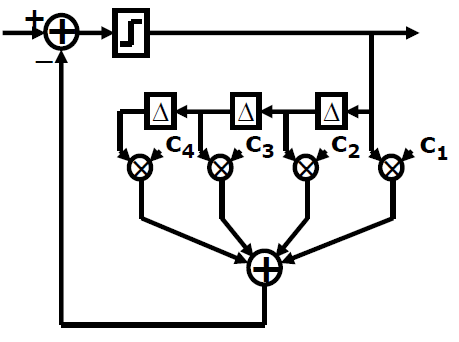 +
+
−
Δ Δ Δ
C4 C3 C2 C1
× × × ×
+